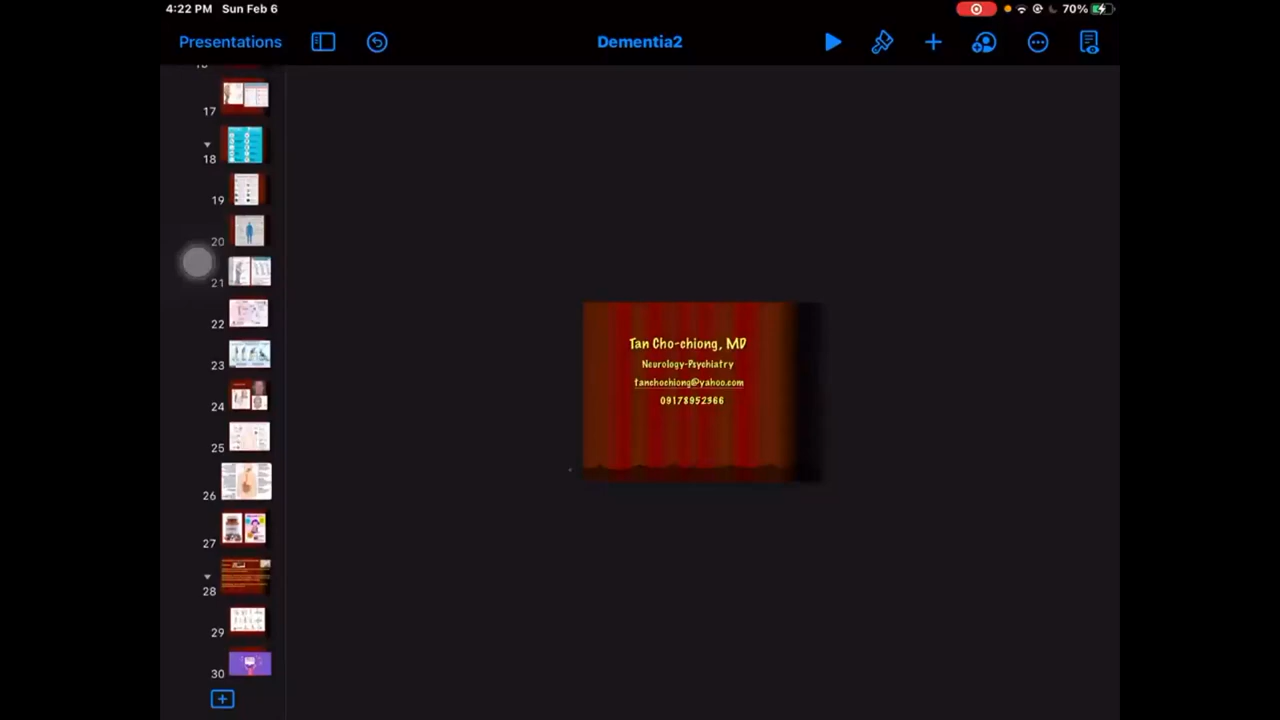 4:22 PM Sun Feb 6
70%
Presentations
Dementia2
17
18
19
20
21
22
23
24
25
26
27
28
29
30
Tan Cho-chiong, MD
Neurology-Psychiatry
tanchochiong@yahoo.com
09178952366